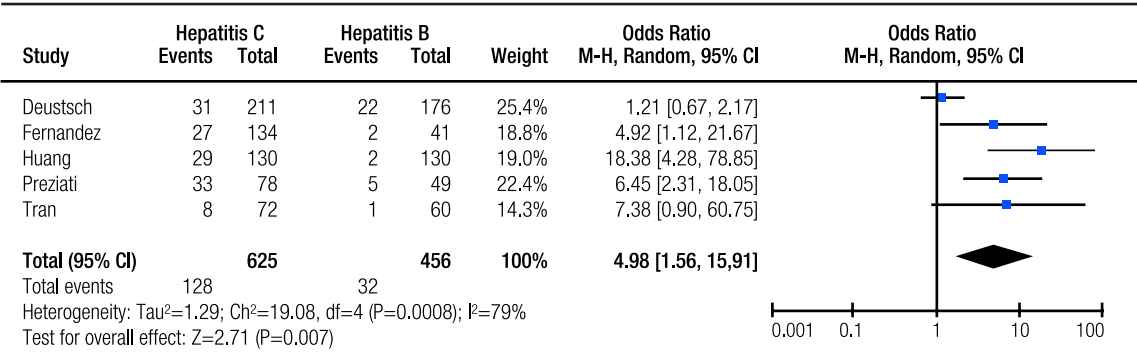 Hepatitis C Hepatitis B Odds Ratio Odds Ratio
Study Events Total Events Total Weight M-H, Random, 95% CI M-H, Random, 95% CI
Deustsch 31 211 22 176 25.4% 1.21 [0.67, 2.17]
Fernandez 27 134 2 41 18.8% 4.92 [1.12, 21.67]
Huang 29 130 2 130 19.0% 18.38 [4.28, 78.85]
Preziati 33 78 5 49 22.4% 6.45 [2.31, 18.05]
Tran 8 72 1 60 14.3% 7.38 [0.90, 60.75]
Total (95% CI) 625 456 100% 4.98 [1.56, 15,91]
Total events 128 32
Heterogeneity: Tau²=1.29; Ch²=19.08, df=4 (P=0.0008); I²=79%
Test for overall effect: Z=2.71 (P=0.007)
0.001 0.1 1 10 100